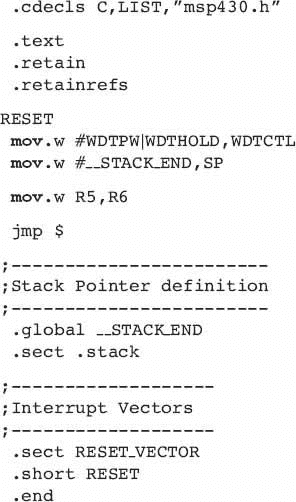 .cdecls C,LIST,”msp430.h”
.text
.retain
.retainrefs
RESET
mov.w #WDTPW|WDTHOLD,WDTCTL
mov.w #__STACK_END,SP
mov.w R5,R6
jmp $
;------------------------
;Stack Pointer definition
;------------------------
.global __STACK_END
.sect .stack
;-------------------
;Interrupt Vectors
;-------------------
.sect RESET_VECTOR
.short RESET
.end